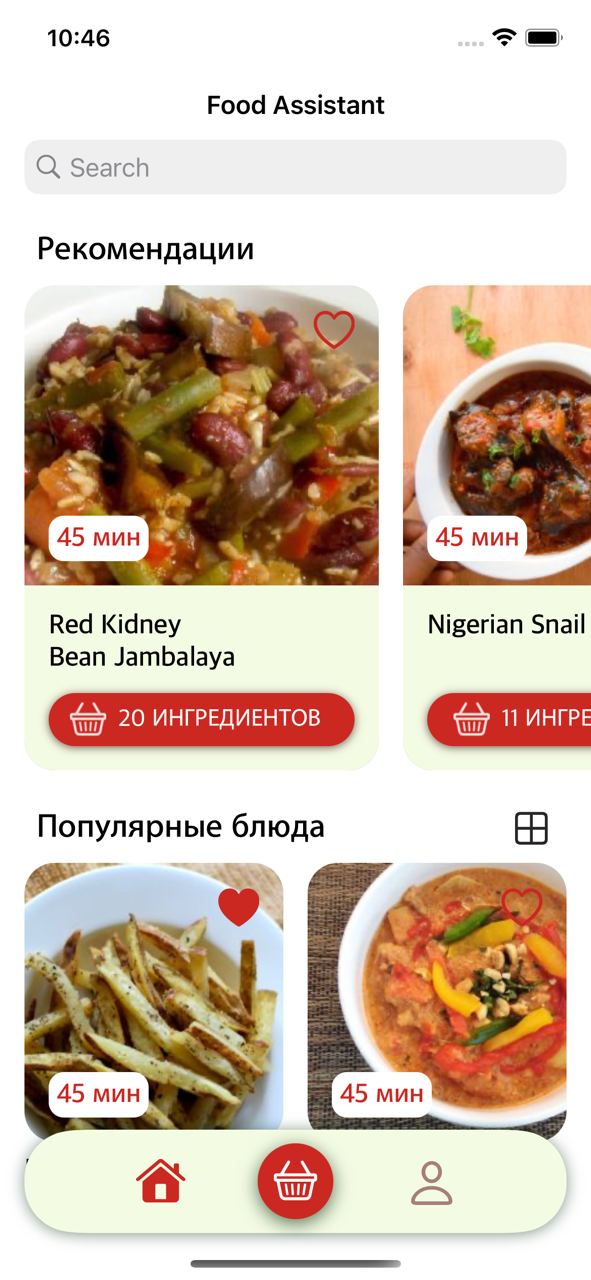 10:46
Food Assistant
Search
Рекомендации
45 мин
45 мин
Red Kidney
Bean Jambalaya
Nigerian Snail
20 ИНГРЕДИЕНТОВ
11 ИНГРЕ
Популярные блюда
45 мин
45 мин